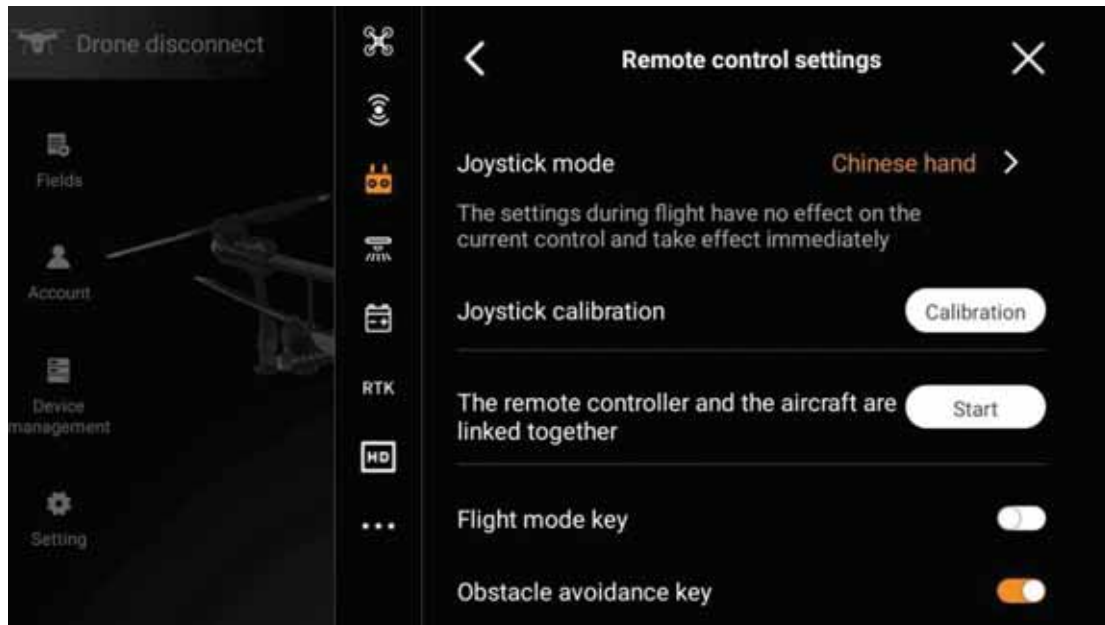 Drone disconnect
Fields
Account
Device
management
Setting
RTK
HD
Remote control settings
Joystick mode
Chinese hand
The settings during flight have no effect on the
current control and take effect immediately
Joystick calibration
Calibration
The remote controller and the aircraft are
linked together
Start
Flight mode key
Obstacle avoidance key